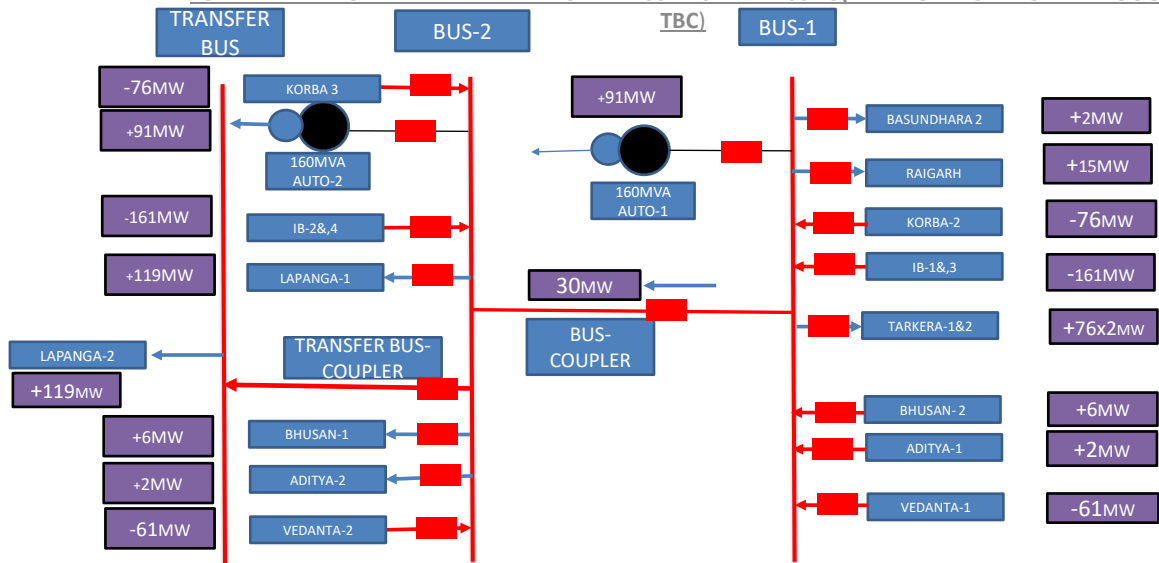 TBC)
TRANSFER
BUS
BUS-2
BUS-1
-76MW
KORBA 3
+91MW
+91MW
160MVA
AUTO-2
160MVA
AUTO-1
BASUNDHARA 2
+2MW
RAIGARH
+15MW
-161MW
IB-2&,4
KORBA-2
-76MW
+119MW
LAPANGA-1
IB-1&,3
-161MW
30MW
TARKERA-1&2
+76x2MW
BUS-
COUPLER
LAPANGA-2
TRANSFER BUS-
COUPLER
+119MW
+6MW
BHUSAN-1
BHUSAN- 2
+6MW
+2MW
ADITYA-2
ADITYA-1
+2MW
-61MW
VEDANTA-2
VEDANTA-1
-61MW